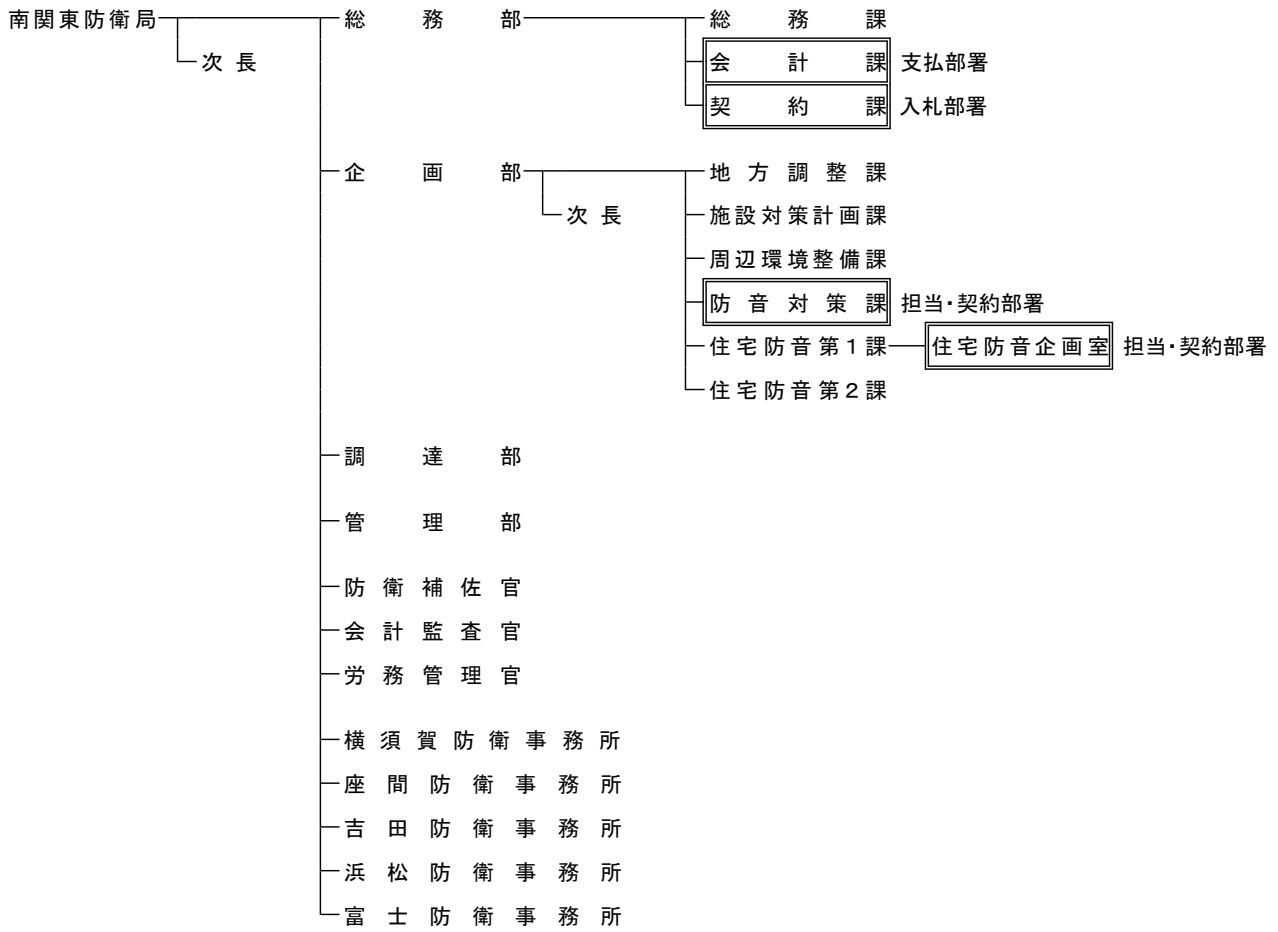 南関東防衛局 総務部 総務課
次長 会計課 支払部署
契約課 入札部署
企画部 地方調整課
次長 施設対策計画課
周辺環境整備課
防音対策課 担当・契約部署
住宅防音第1課 住宅防音企画室 担当・契約部署
住宅防音第2課
調達部
管理部
防衛補佐官
会計監査官
労務管理官
横須賀防衛事務所
座間防衛事務所
吉田防衛事務所
浜松防衛事務所
富士防衛事務所